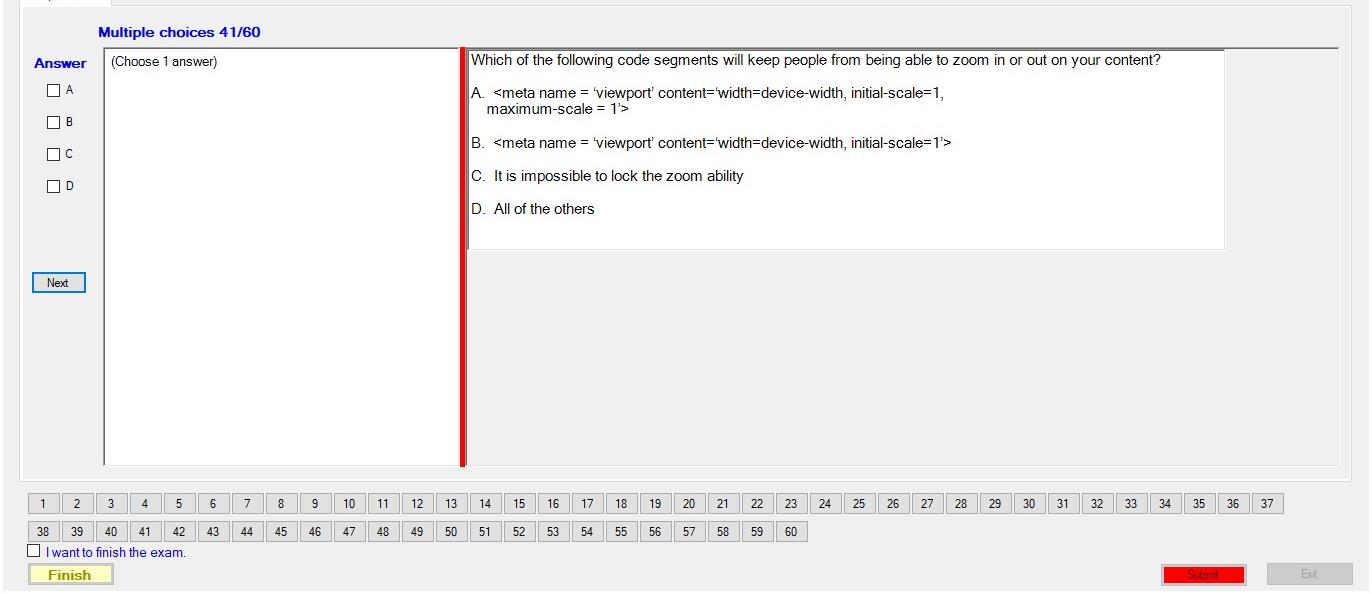 Multiple choices 41/60
Answer
(Choose 1 answer)
A
B
C
D
Next
Which of the following code segments will keep people from being able to zoom in or out on your content?
A. <meta name = ‘viewport’ content=‘width=device-width, initial-scale=1,
maximum-scale = 1’>
B. <meta name = ‘viewport’ content=‘width=device-width, initial-scale=1’>
C. It is impossible to lock the zoom ability
D. All of the others
1 2 3 4 5 6 7 8 9 10 11 12 13 14 15 16 17 18 19 20 21 22 23 24 25 26 27 28 29 30 31 32 33 34 35 36 37
38 39 40 41 42 43 44 45 46 47 48 49 50 51 52 53 54 55 56 57 58 59 60
I want to finish the exam.
Finish
Submit
Exit